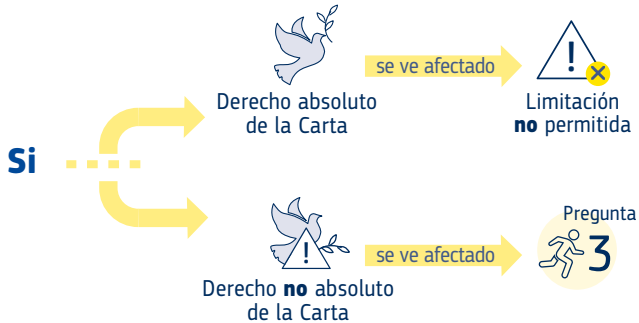 Si
Derecho absoluto
de la Carta
se ve afectado
!
Limitación
no permitida
!
Derecho no absoluto
de la Carta
se ve afectado
Pregunta
3